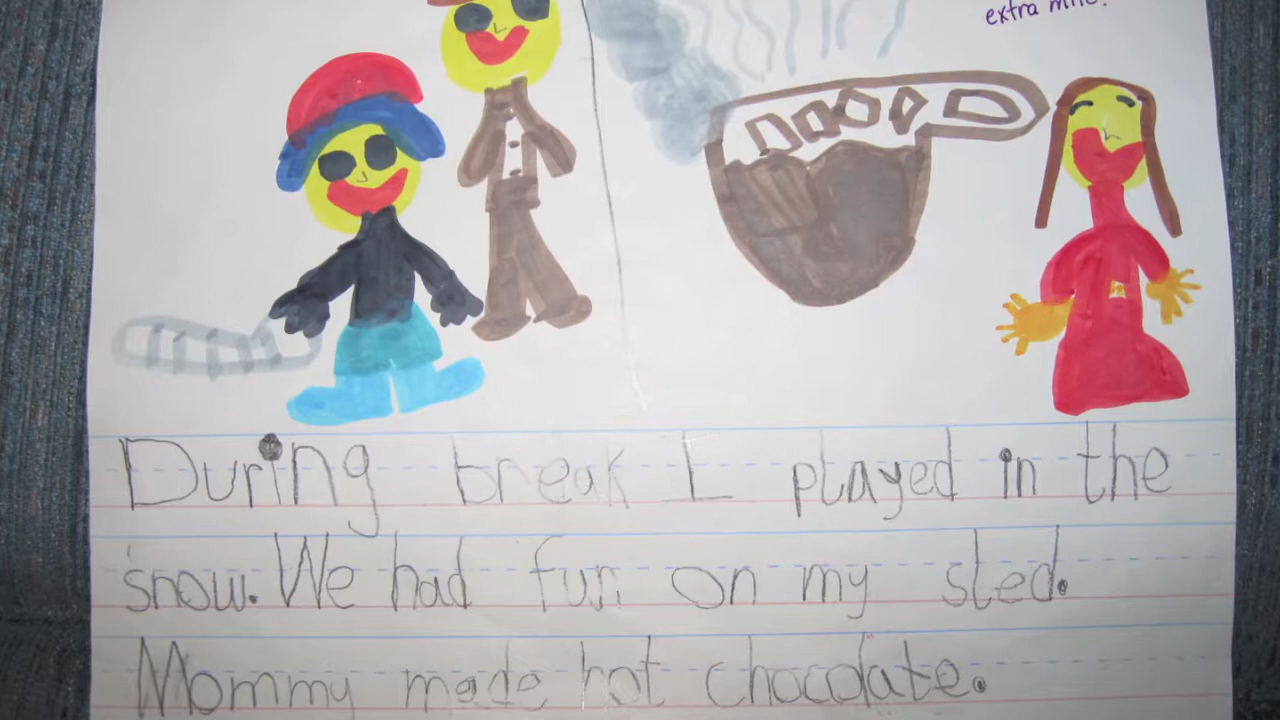 extra mile!
During break I played in the
snow. We had fun on my sled.
Mommy made hot chocolate.